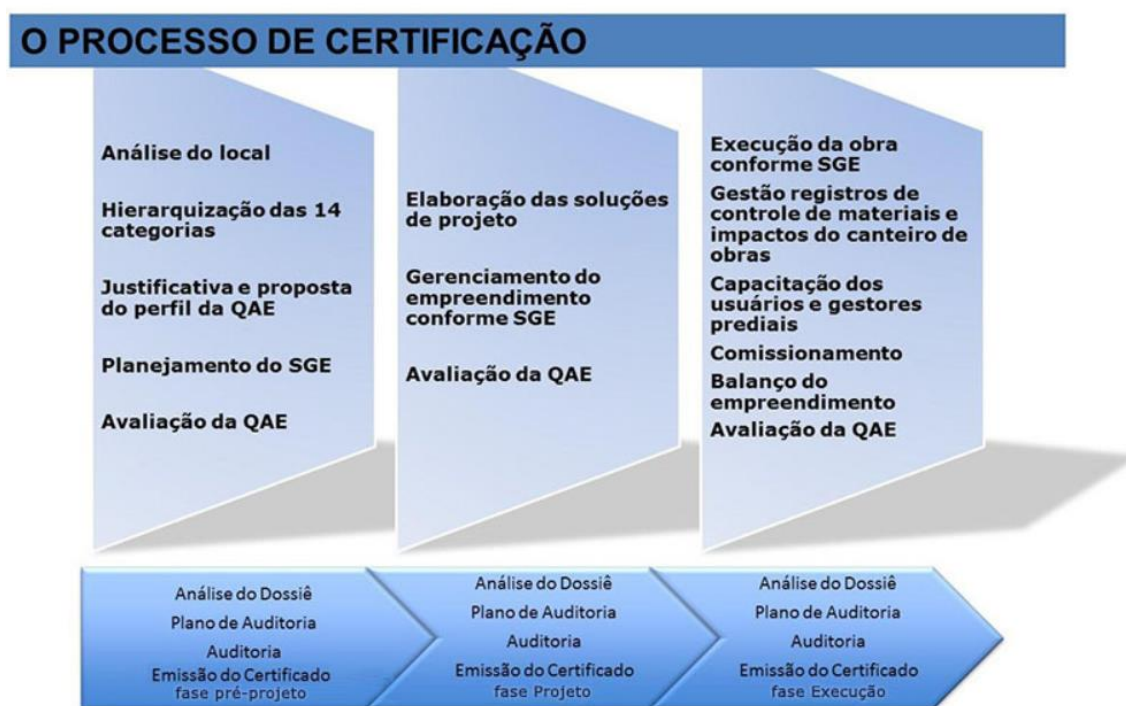 O PROCESSO DE CERTIFICAÇÃO
Análise do local
Hierarquização das 14
categorias
Justificativa e proposta
do perfil da QAE
Planejamento do SGE
Avaliação da QAE
Elaboração das soluções
de projeto
Gerenciamento do
empreendimento
conforme SGE
Avaliação da QAE
Execução da obra
conforme SGE
Gestão registros de
controle de materiais e
impactos do canteiro de
obras
Capacitação dos
usuários e gestores
prediais
Comissionamento
Balanço do
empreendimento
Avaliação da QAE
Análise do Dossiê
Plano de Auditoria
Auditoria
Emissão do Certificado
fase pré-projeto
Análise do Dossiê
Plano de Auditoria
Auditoria
Emissão do Certificado
fase Projeto
Análise do Dossiê
Plano de Auditoria
Auditoria
Emissão do Certificado
fase Execução